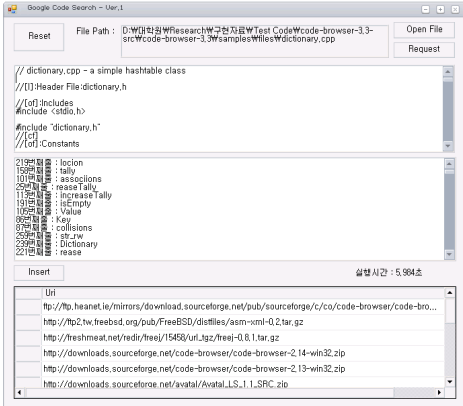 Google Code Search - Ver,1
Reset
File Path :
D:₩대학원₩Research₩구현자료₩Test Code₩code-browser-3,3-
src₩code-browser-3,3₩samples₩files₩dictionary,cpp
Open File
Request
// dictionary,cpp - a simple hashtable class
//[l]:Header File:dictionary,h
//[of]:Includes
#include <stdio,h>
#include "dictionary,h"
//[cf]
//[of]:Constants
219번째줄 : locion
158번째줄 : tally
101번째줄 : associions
25번째줄 : reaseTally
113번째줄 : increaseTally
191번째줄 : isEmpty
105번째줄 : Value
86번째줄 : Key
87번째줄 : collisions
259번째줄 : str_rw
239번째줄 : Dictionary
221번째줄 : rease
Insert
실행시간 : 5,984초
Uri
ftp://ftp,heanet,ie/mirrors/download,sourceforge,net/pub/sourceforge/c/co/code-browser/code-bro,,,
http://ftp2,tw,freebsd,org/pub/FreeBSD/distfiles/asm-xml-0,2,tar,gz
http://freshmeat,net/redir/freej/15458/url_tgz/freej-0,8,1,tar,gz
http://downloads,sourceforge,net/code-browser/code-browser-2,14-win32,zip
http://downloads,sourceforge,net/code-browser/code-browser-2,13-win32,zip
http://downloads,sourceforge,net/avatal/Avatal_LS_1,1_SRC,zip